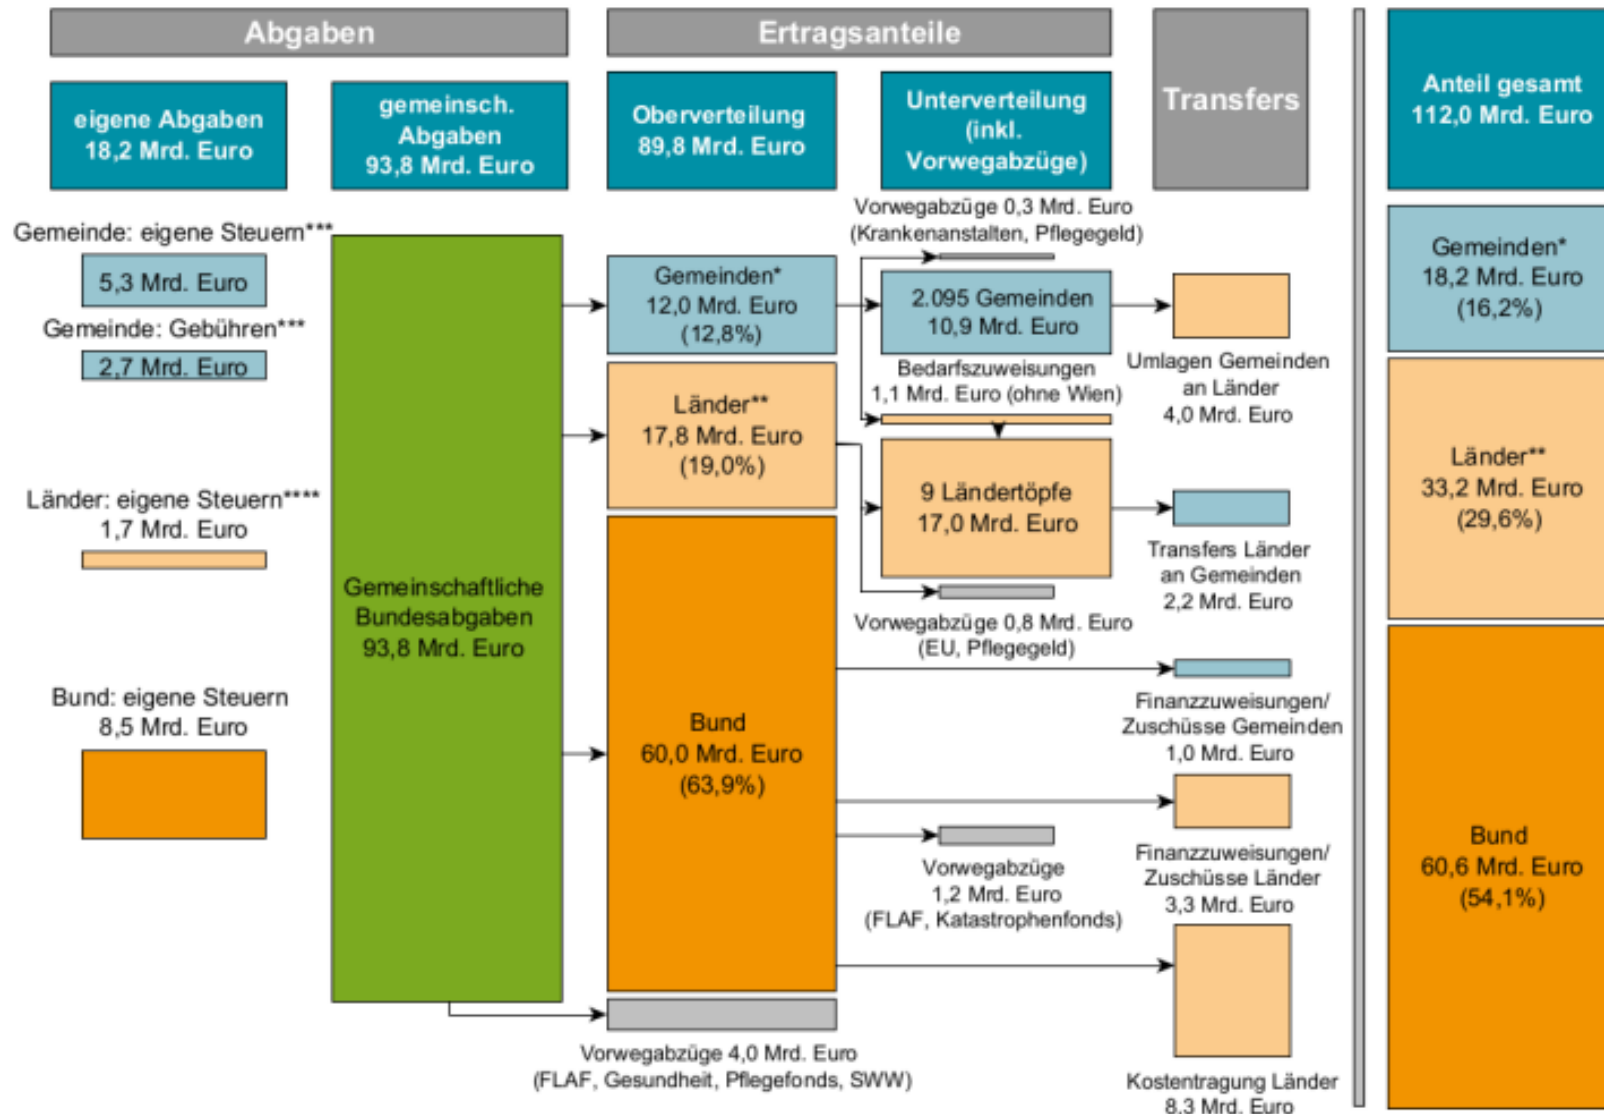 Abgaben
Ertragsanteile
Transfers
eigene Abgaben
18,2 Mrd. Euro
gemeinsch.
Abgaben
93,8 Mrd. Euro
Oberverteilung
89,8 Mrd. Euro
Unterverteilung
(inkl.
Vorwegabzüge)
Anteil gesamt
112,0 Mrd. Euro
Gemeinde: eigene Steuern***
5,3 Mrd. Euro
Gemeinde: Gebühren***
2,7 Mrd. Euro
Länder: eigene Steuern****
1,7 Mrd. Euro
Bund: eigene Steuern
8,5 Mrd. Euro
Gemeinschaftliche
Bundesabgaben
93,8 Mrd. Euro
Gemeinden*
12,0 Mrd. Euro
(12,8%)
Länder**
17,8 Mrd. Euro
(19,0%)
Bund
60,0 Mrd. Euro
(63,9%)
Vorwegabzüge 4,0 Mrd. Euro
(FLAF, Gesundheit, Pflegefonds, SWW)
Vorwegabzüge 0,3 Mrd. Euro
(Krankenanstalten, Pflegegeld)
2.095 Gemeinden
10,9 Mrd. Euro
Bedarfszuweisungen
1,1 Mrd. Euro (ohne Wien)
9 Ländertöpfe
17,0 Mrd. Euro
Vorwegabzüge 0,8 Mrd. Euro
(EU, Pflegegeld)
Vorwegabzüge
1,2 Mrd. Euro
(FLAF, Katastrophenfonds)
Umlagen Gemeinden
an Länder
4,0 Mrd. Euro
Transfers Länder
an Gemeinden
2,2 Mrd. Euro
Finanzzuweisungen/
Zuschüsse Gemeinden
1,0 Mrd. Euro
Finanzzuweisungen/
Zuschüsse Länder
3,3 Mrd. Euro
Kostentragung Länder
8,3 Mrd. Euro
Gemeinden*
18,2 Mrd. Euro
(16,2%)
Länder**
33,2 Mrd. Euro
(29,6%)
Bund
60,6 Mrd. Euro
(54,1%)